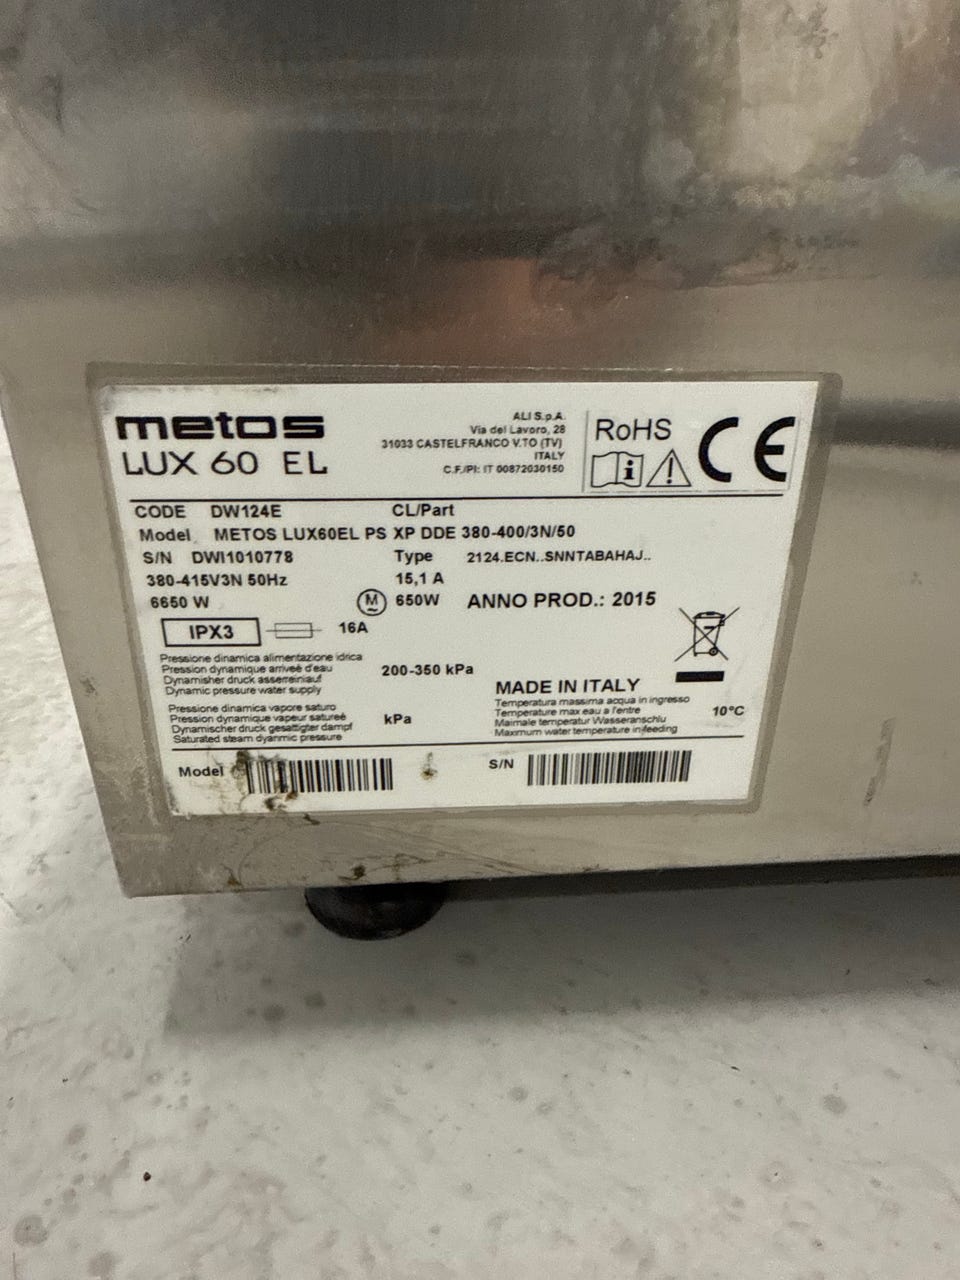 metos
LUX 60 EL
ALI S.p.A.
Via del Lavoro, 28
31033 CASTELFRANCO V.TO (TV)
ITALY
C.F./PI: IT 00872030150
RoHS
CE
CODE DW124E CL/Part
Model METOS LUX60EL PS XP DDE 380-400/3N/50
S/N DWI1010778 Type 2124.ECN..SNNTABAHAJ..
380-415V3N 50Hz 15,1 A
6650 W M 650W ANNO PROD.: 2015
IPX3 16A
Pressione dinamica alimentazione idrica
Pression dynamique arriveé d'eau
Dynamisher druck asserreiniauf
Dynamic pressure water supply
200-350 kPa
MADE IN ITALY
Temperatura massima acqua in ingresso
Temperature max eau a l'entre
Maimale temperatur Wasseranschlu
Maximum water temperature in feeding
10°C
Pressione dinamica vapore saturo
Pression dynamique vapeur satureé
Dynamischer druck gesattigter dampf
Saturated steam dyanmic pressure
kPa
Model
S/N